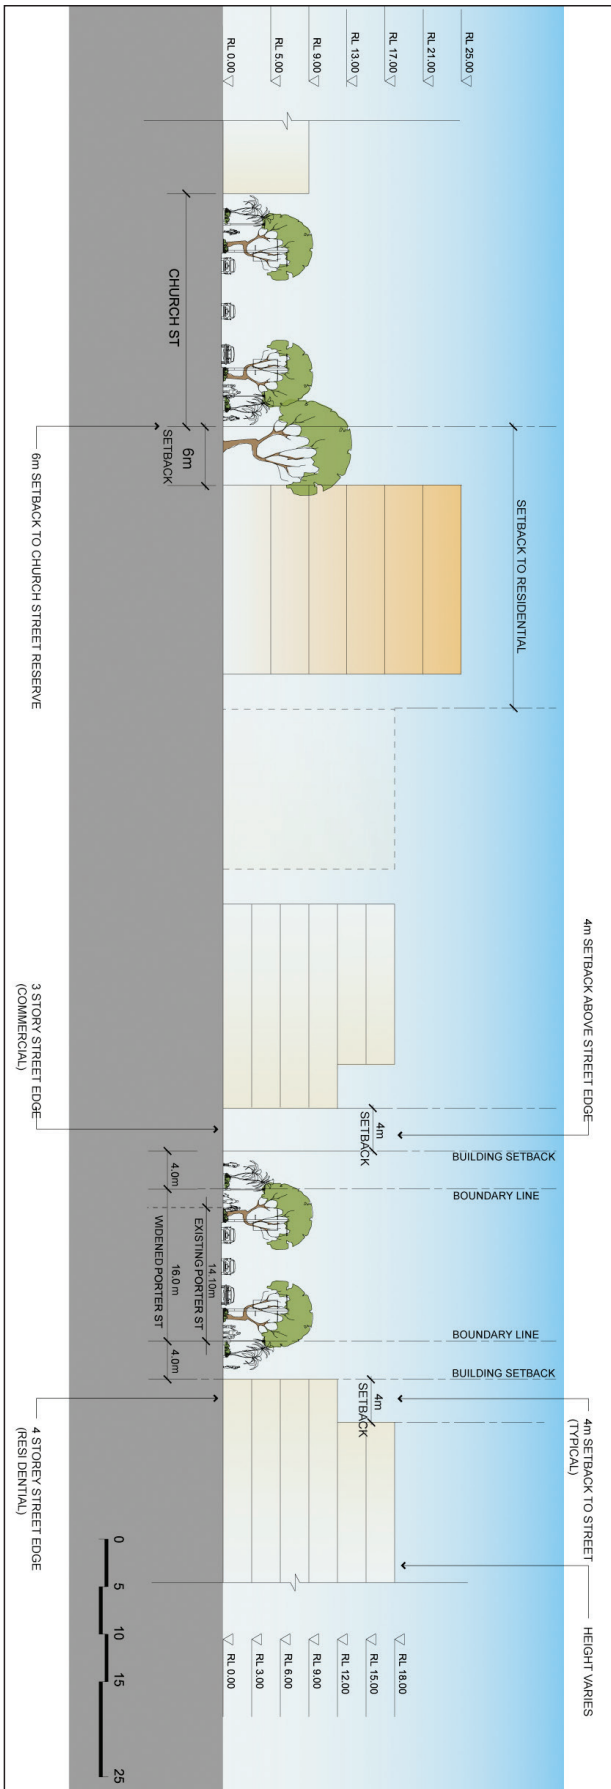 RL 25.00
RL 21.00
RL 17.00
RL 13.00
RL 9.00
RL 5.00
RL 0.00
CHURCH ST
6m
SETBACK
6m SETBACK TO CHURCH STREET RESERVE
SETBACK TO RESIDENTIAL
4m SETBACK ABOVE STREET EDGE
3 STORY STREET EDGE
(COMMERCIAL)
4m
SETBACK
BUILDING SETBACK
BOUNDARY LINE
4.0m
14.10m
EXISTING PORTER ST
16.0 m
WIDENED PORTER ST
4.0m
BOUNDARY LINE
BUILDING SETBACK
4m
SETBACK
4m SETBACK TO STREET
(TYPICAL)
HEIGHT VARIES
4 STOREY STREET EDGE
(RESI DENTIAL)
RL 18.00
RL 15.00
RL 12.00
RL 9.00
RL 6.00
RL 3.00
RL 0.00
0
5
10
15
25